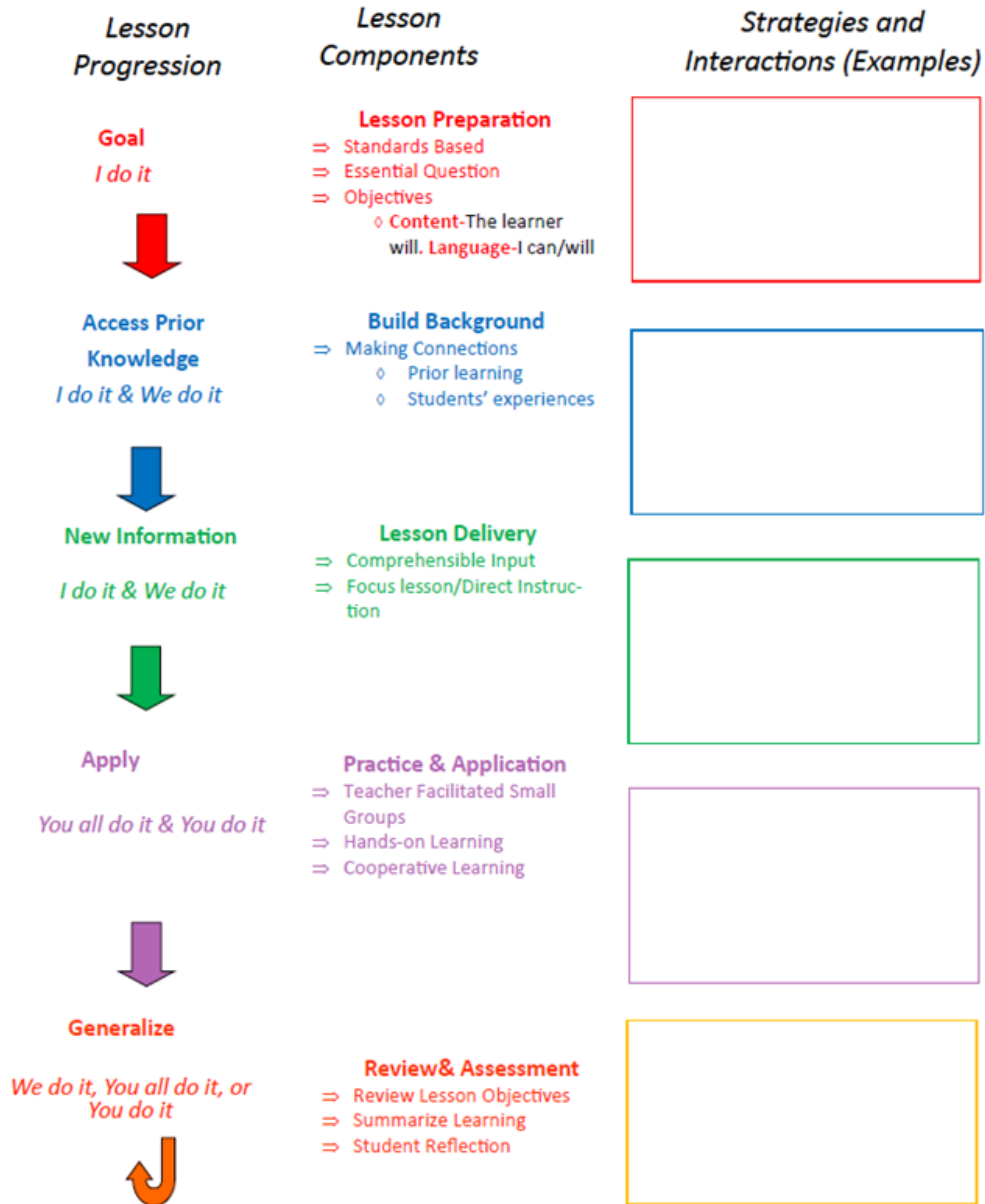 Lesson
Progression
Lesson
Components
Strategies and
Interactions (Examples)
Goal
I do it
Lesson Preparation
⇒ Standards Based
⇒ Essential Question
⇒ Objectives
◊ Content-The learner
will. Language-I can/will
Access Prior
Knowledge
I do it & We do it
Build Background
⇒ Making Connections
◊ Prior learning
◊ Students' experiences
New Information
I do it & We do it
Lesson Delivery
⇒ Comprehensible Input
⇒ Focus lesson/Direct Instruc-
tion
Apply
You all do it & You do it
Practice & Application
⇒ Teacher Facilitated Small
Groups
⇒ Hands-on Learning
⇒ Cooperative Learning
Generalize
We do it, You all do it, or
You do it
Review& Assessment
⇒ Review Lesson Objectives
⇒ Summarize Learning
⇒ Student Reflection